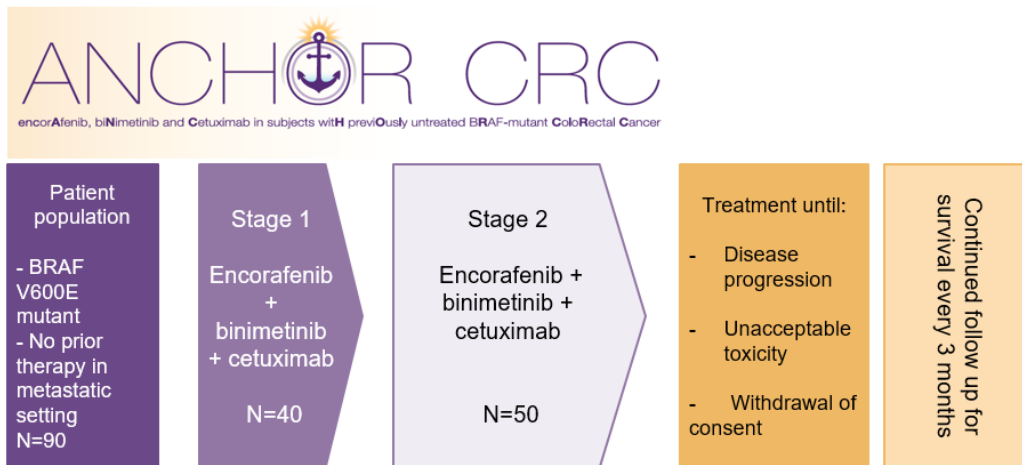 ANCHOR CRC
encorAfenib, biNimetinib and Cetuximab in subjects witH previOusly untreated BRAF-mutant ColoRectal Cancer
Patient
population
- BRAF
V600E
mutant
- No prior
therapy in
metastatic
setting
N=90
Stage 1
Encorafenib
+
binimetinib
+ cetuximab
N=40
Stage 2
Encorafenib +
binimetinib +
cetuximab
N=50
Treatment until:
- Disease
progression
- Unacceptable
toxicity
- Withdrawal of
consent
Continued follow up for
survival every 3 months